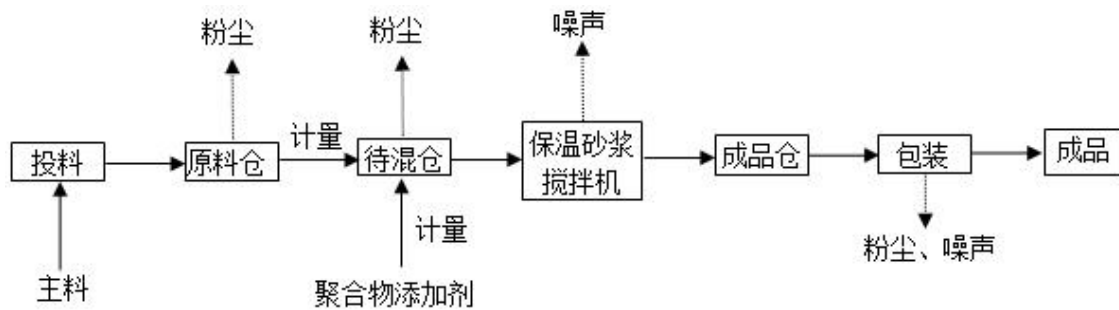 粉尘
粉尘
噪声
投料
原料仓
计量
待混仓
保温砂浆
搅拌机
成品仓
包装
成品
主料
计量
聚合物添加剂
粉尘、噪声